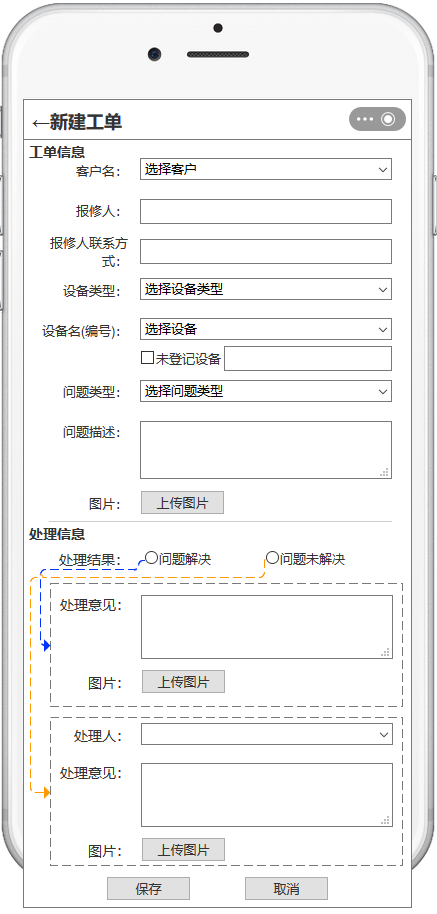 ←新建工单
工单信息
客户名：
选择客户
报修人：
报修人联系方
式：
设备类型：
选择设备类型
设备名(编号)：
选择设备
未登记设备
问题类型：
选择问题类型
问题描述：
图片：
上传图片
处理信息
处理结果：
问题解决
问题未解决
处理意见：
图片：
上传图片
处理人：
处理意见：
图片：
上传图片
保存
取消